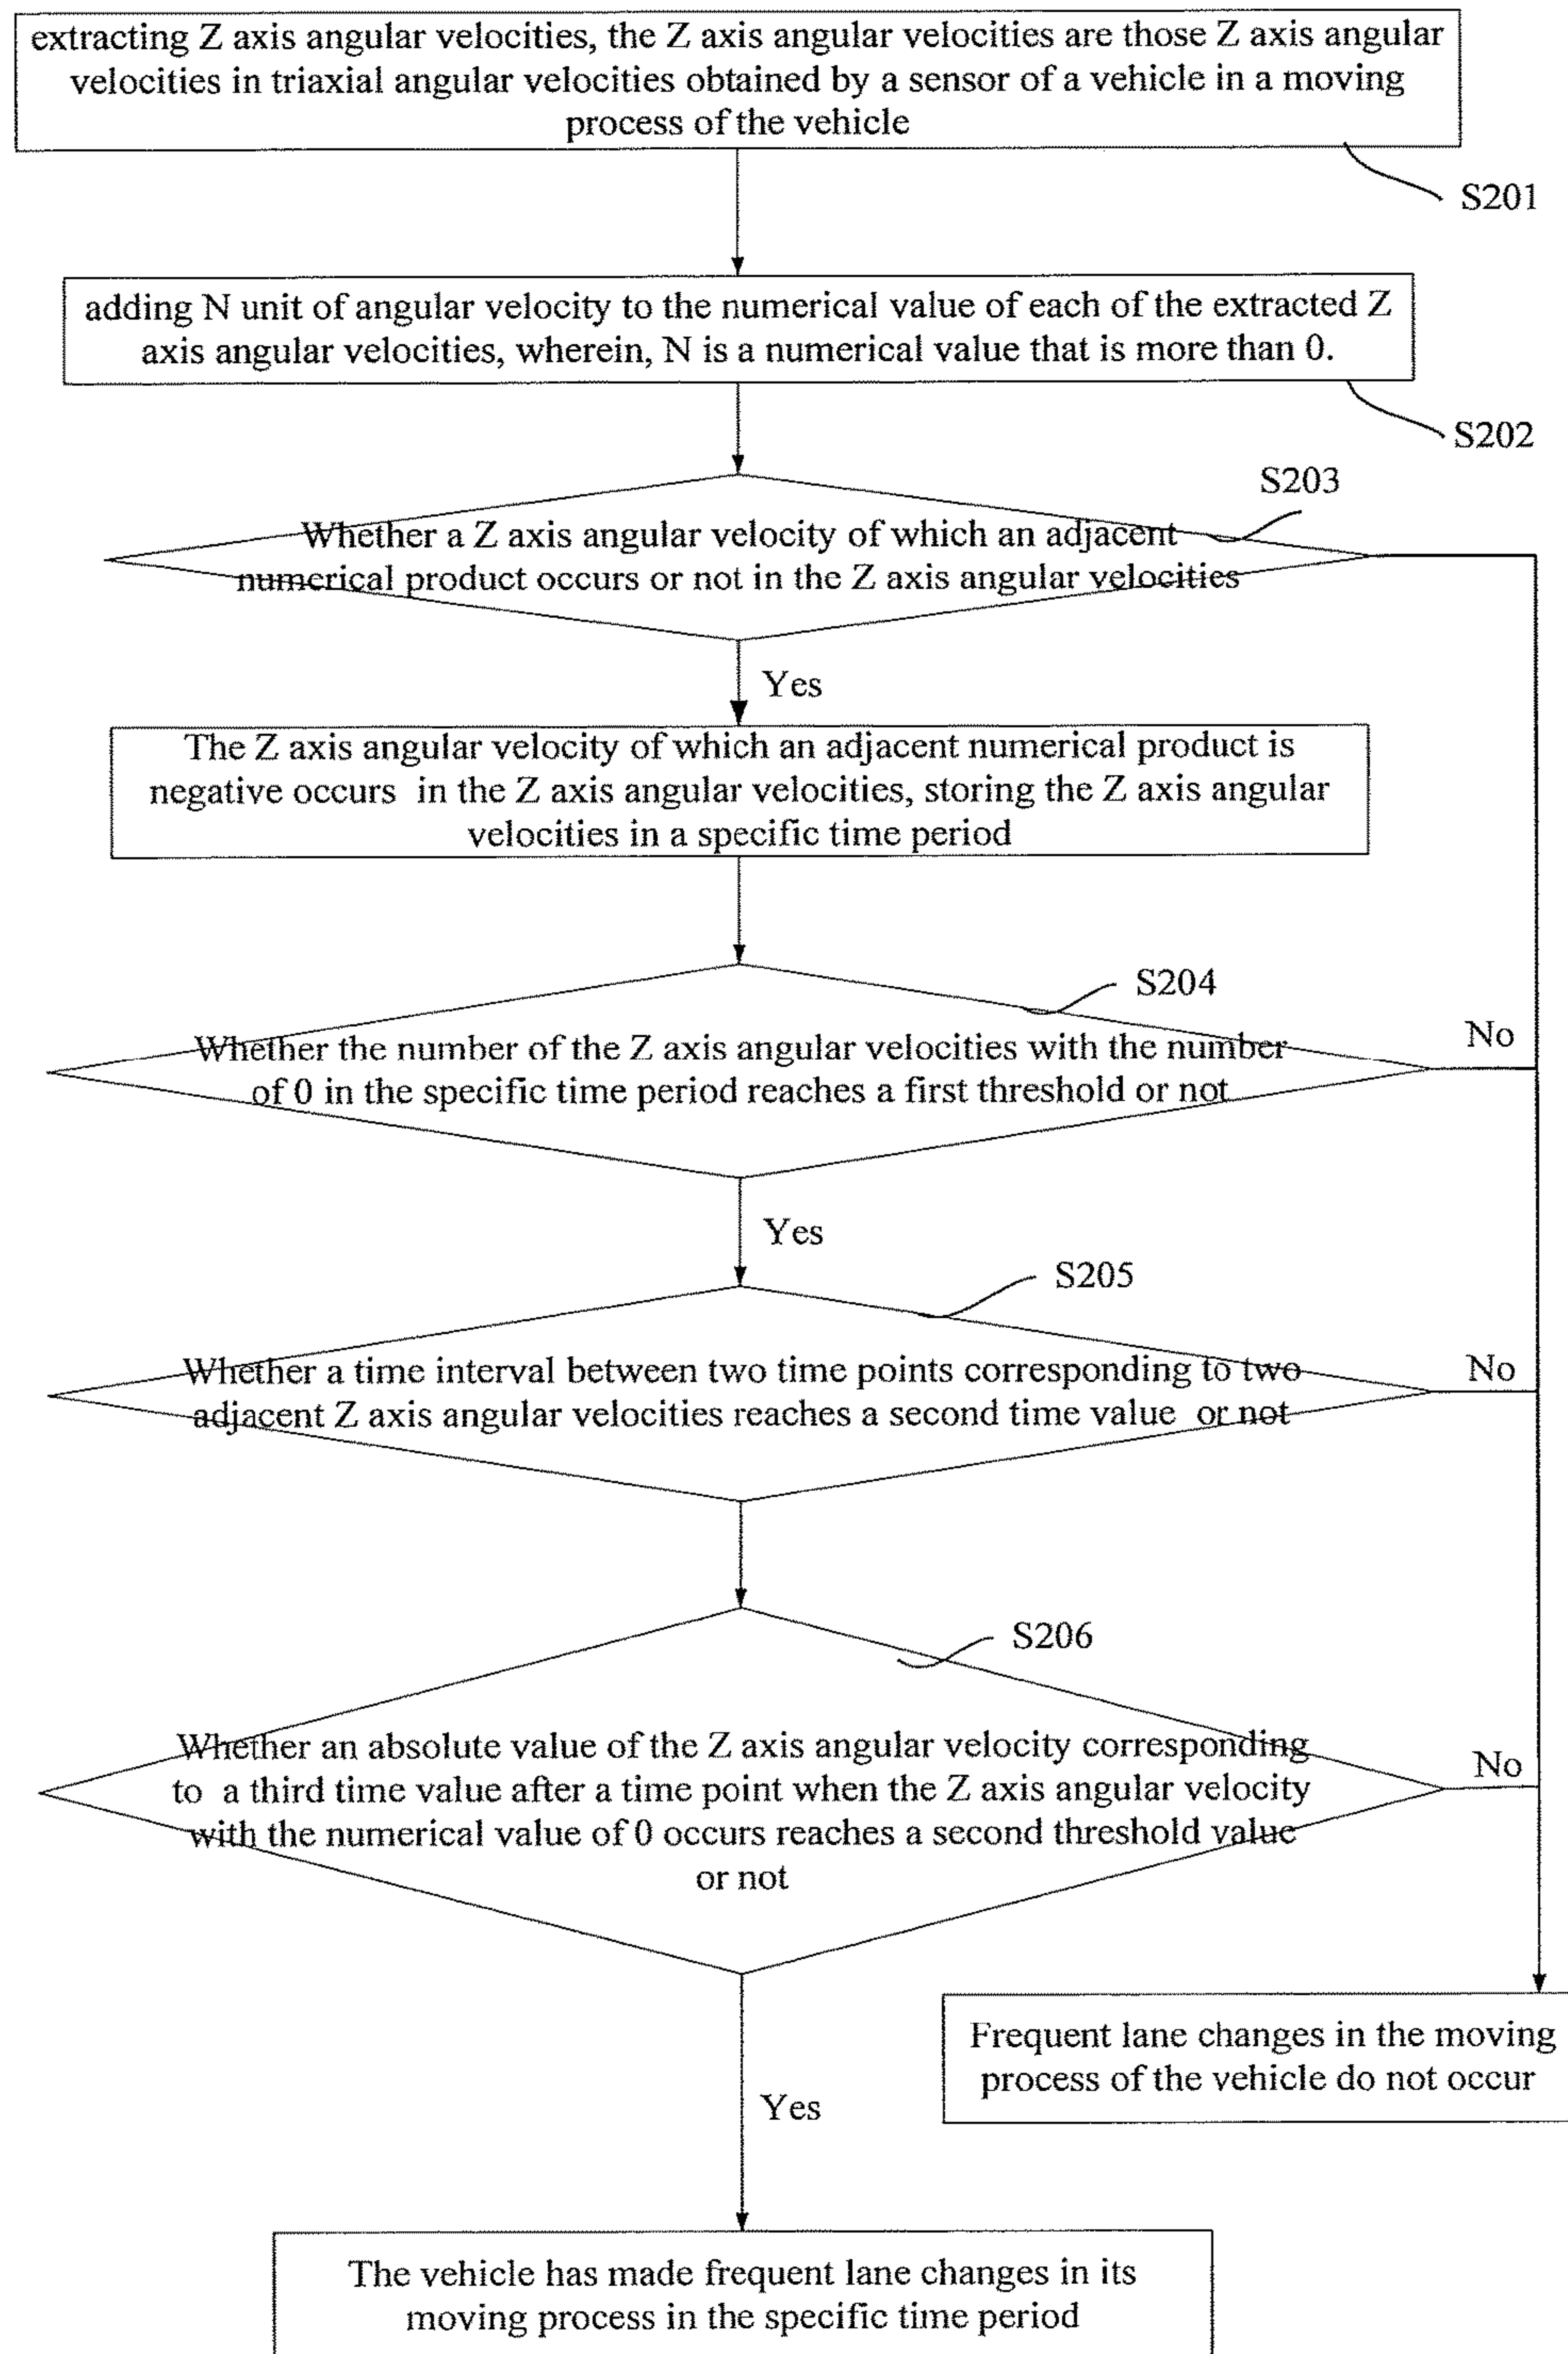 extracting Z axis angular velocities, the Z axis angular velocities are those Z axis angular
velocities in triaxial angular velocities obtained by a sensor of a vehicle in a moving
process of the vehicle
S201
adding N unit of angular velocity to the numerical value of each of the extracted Z
axis angular velocities, wherein, N is a numerical value that is more than 0.
S202
S203
Whether a Z axis angular velocity of which an adjacent
numerical product occurs or not in the Z axis angular velocities
Yes
The Z axis angular velocity of which an adjacent numerical product is
negative occurs in the Z axis angular velocities, storing the Z axis angular
velocities in a specific time period
S204
Whether the number of the Z axis angular velocities with the number
of 0 in the specific time period reaches a first threshold or not
No
Yes
S205
Whether a time interval between two time points corresponding to two
adjacent Z axis angular velocities reaches a second time value or not
No
S206
Whether an absolute value of the Z axis angular velocity corresponding
to a third time value after a time point when the Z axis angular velocity
with the numerical value of 0 occurs reaches a second threshold value
or not
No
Frequent lane changes in the moving
process of the vehicle do not occur
Yes
The vehicle has made frequent lane changes in its
moving process in the specific time period